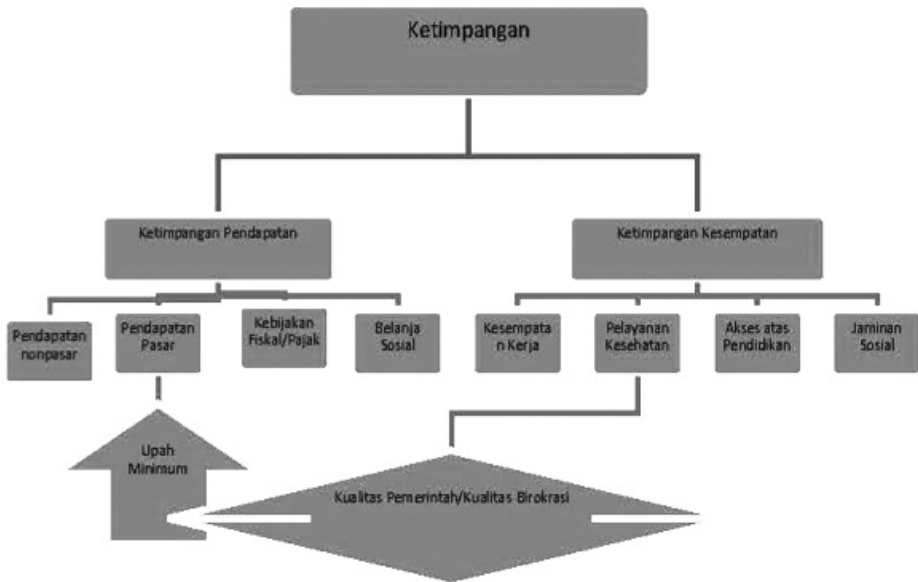 Ketimpangan
Ketimpangan Pendapatan
Ketimpangan Kesempatan
Pendapatan
nonpasar
Pendapatan
Pasar
Kebijakan
Fiskal/Pajak
Belanja
Sosial
Kesempata
n Kerja
Pelayanan
Kesehatan
Akses atas
Pendidikan
Jaminan
Sosial
Upah
Minimum
Kualitas Pemerintah/Kualitas Birokrasi